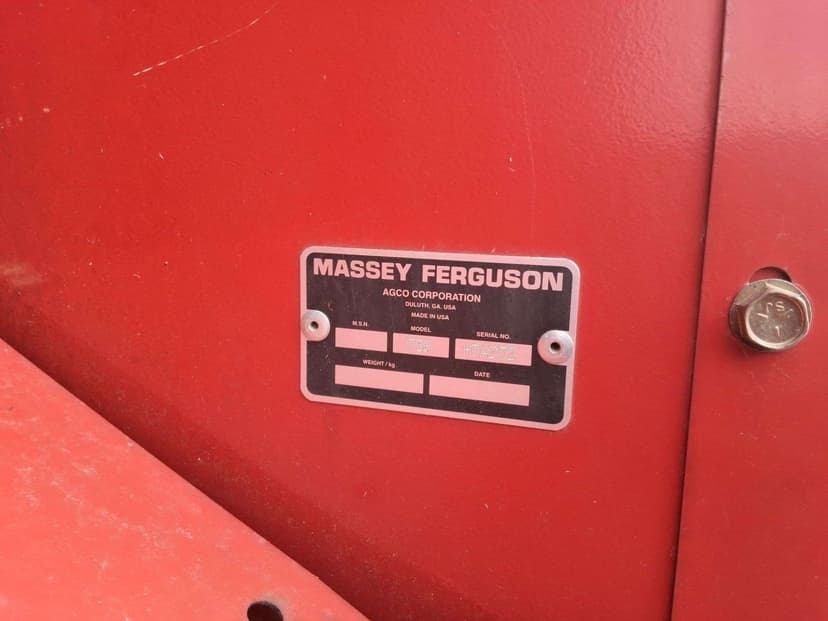 MASSEY FERGUSON
AGCO CORPORATION
DULUTH, GA. USA
MADE IN USA
M.S.N. MODEL SERIAL NO.
WEIGHT / kg. DATE